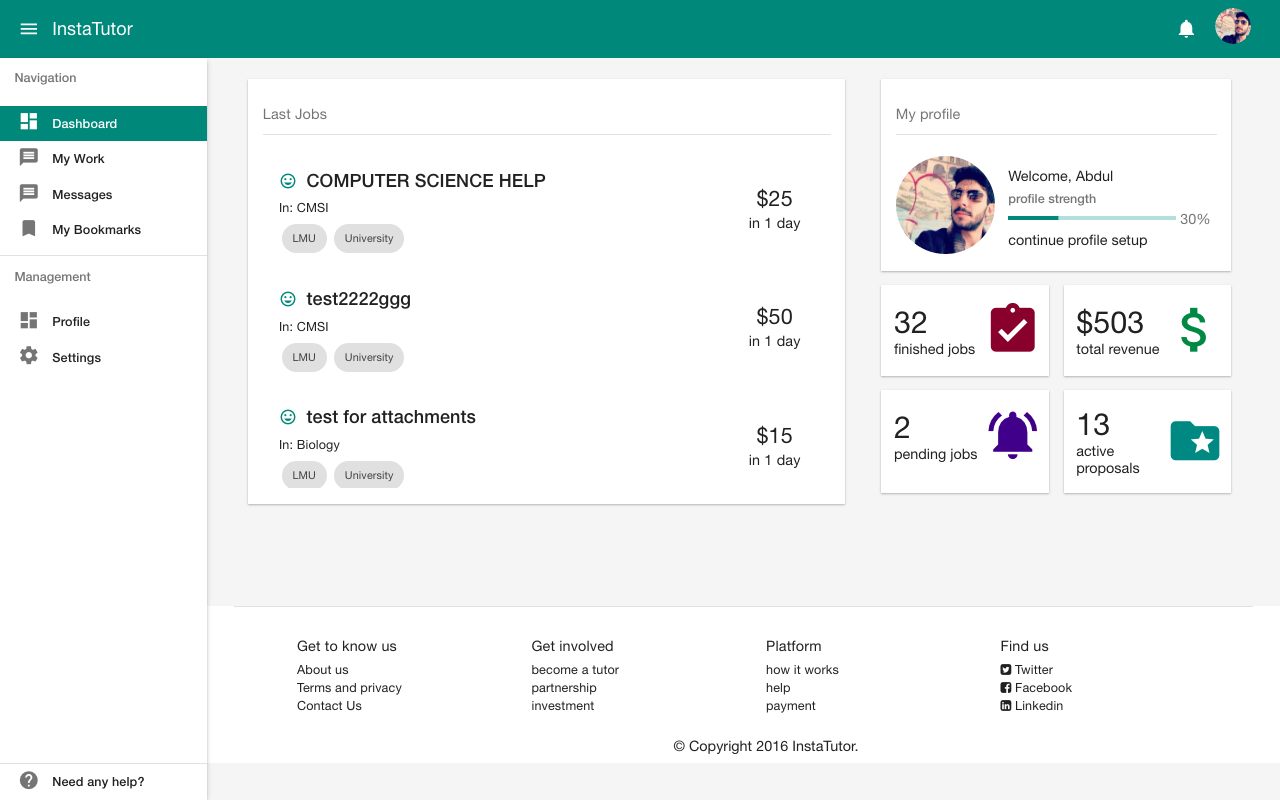 InstaTutor
Navigation
Dashboard
My Work
Messages
My Bookmarks
Management
Profile
Settings
Need any help?
Last Jobs
COMPUTER SCIENCE HELP
In: CMSI
LMU University
$25
in 1 day
test2222ggg
In: CMSI
LMU University
$50
in 1 day
test for attachments
In: Biology
LMU University
$15
in 1 day
My profile
Welcome, Abdul
profile strength
30%
continue profile setup
32
finished jobs
$503
total revenue
2
pending jobs
13
active
proposals
Get to know us
About us
Terms and privacy
Contact Us
Get involved
become a tutor
partnership
investment
Platform
how it works
help
payment
Find us
Twitter
Facebook
Linkedin
© Copyright 2016 InstaTutor.